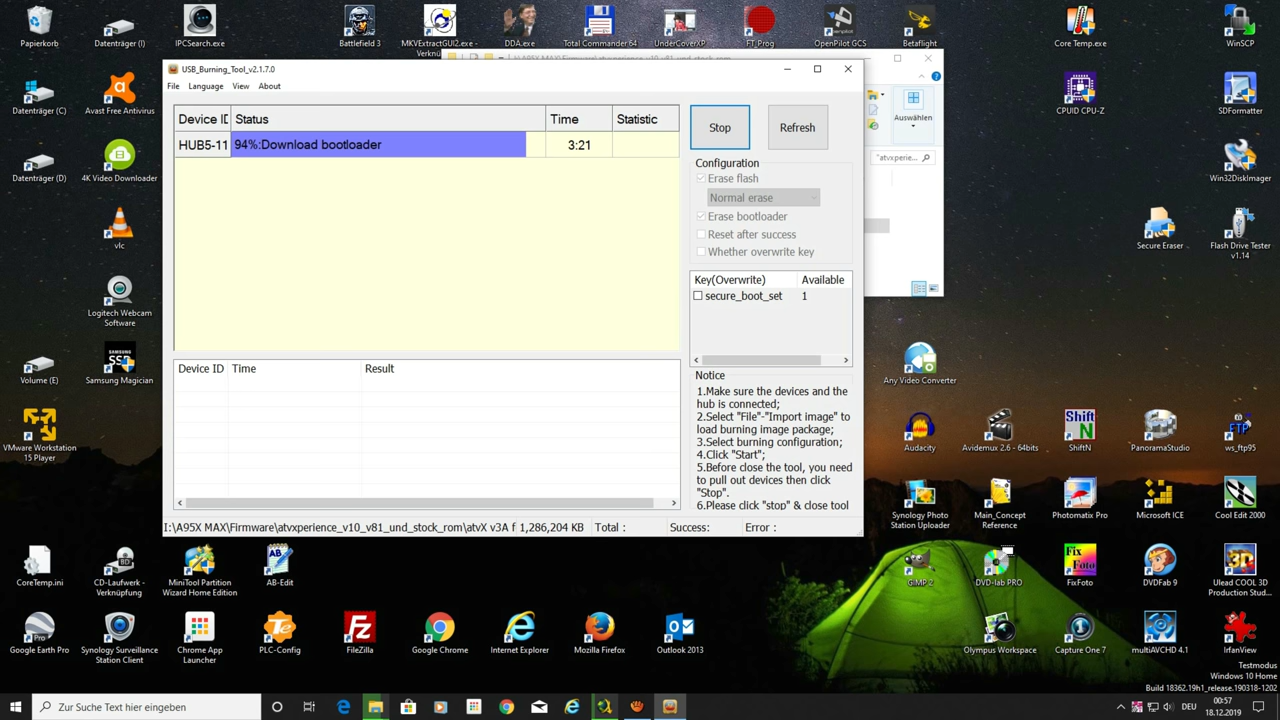 Papierkorb
Datenträger (I)
IPCSearch.exe
Battlefield 3
MKVExtractGUI2.exe -
Verknü
DDA.exe
Total Commander 64
UnderCoverXP
FT_Prog
OpenPilot GCS
Betaflight
Core Temp.exe
WinSCP
USB_Burning_Tool_v2.1.7.0
File Language View About
Device ID Status Time Statistic
HUB5-11 94%:Download bootloader 3:21
Stop
Refresh
Configuration
Erase flash
Normal erase
Erase bootloader
Reset after success
Whether overwrite key
Key(Overwrite) Available
secure_boot_set 1
Device ID Time Result
Notice
1.Make sure the devices and the
hub is connected;
2.Select "File"-"Import image" to
load burning image package;
3.Select burning configuration;
4.Click "Start";
5.Before close the tool, you need
to pull out devices then click
"Stop".
6.Please click "stop" & close tool
I:\A95X MAX\Firmware\atvxperience_v10_v81_und_stock_rom\atvX v3A f 1,286,204 KB Total : Success: Error :
Auswählen
"atvxperie...
Datenträger (C)
Avast Free Antivirus
CPUID CPU-Z
SDFormatter
Datenträger (D)
4K Video Downloader
Win32DiskImager
vlc
Secure Eraser
Flash Drive Tester
v1.14
Logitech Webcam
Software
Volume (E)
Samsung Magician
Any Video Converter
VMware Workstation
15 Player
Audacity
Avidemux 2.6 - 64bits
ShiftN
PanoramaStudio
ws_ftp95
Synology Photo
Station Uploader
Main_Concept
Reference
Photomatix Pro
Microsoft ICE
Cool Edit 2000
CoreTemp.ini
CD-Laufwerk -
Verknüpfung
MiniTool Partition
Wizard Home Edition
AB-Edit
GIMP 2
DVD-lab PRO
FixFoto
DVDFab 9
Ulead COOL 3D
Production Stud...
Google Earth Pro
Synology Surveillance
Station Client
Chrome App
Launcher
PLC-Config
FileZilla
Google Chrome
Internet Explorer
Mozilla Firefox
Outlook 2013
Olympus Workspace
Capture One 7
multiAVCHD 4.1
IrfanView
Testmodus
Windows 10 Home
Build 18362.19h1_release.190318-1202
Zur Suche Text hier eingeben
DEU
00:57
18.12.2019